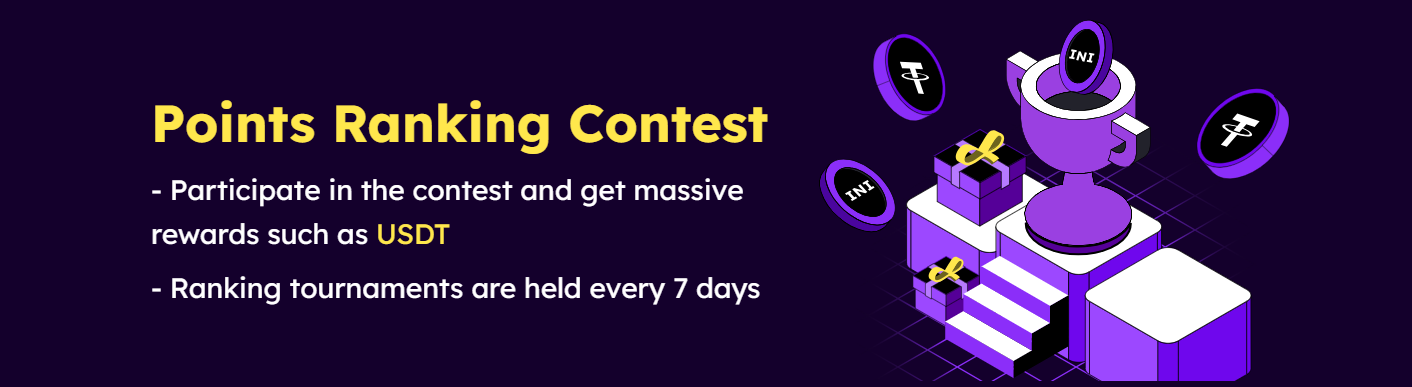 Points Ranking Contest
- Participate in the contest and get massive
rewards such as USDT
- Ranking tournaments are held every 7 days
INI
INI